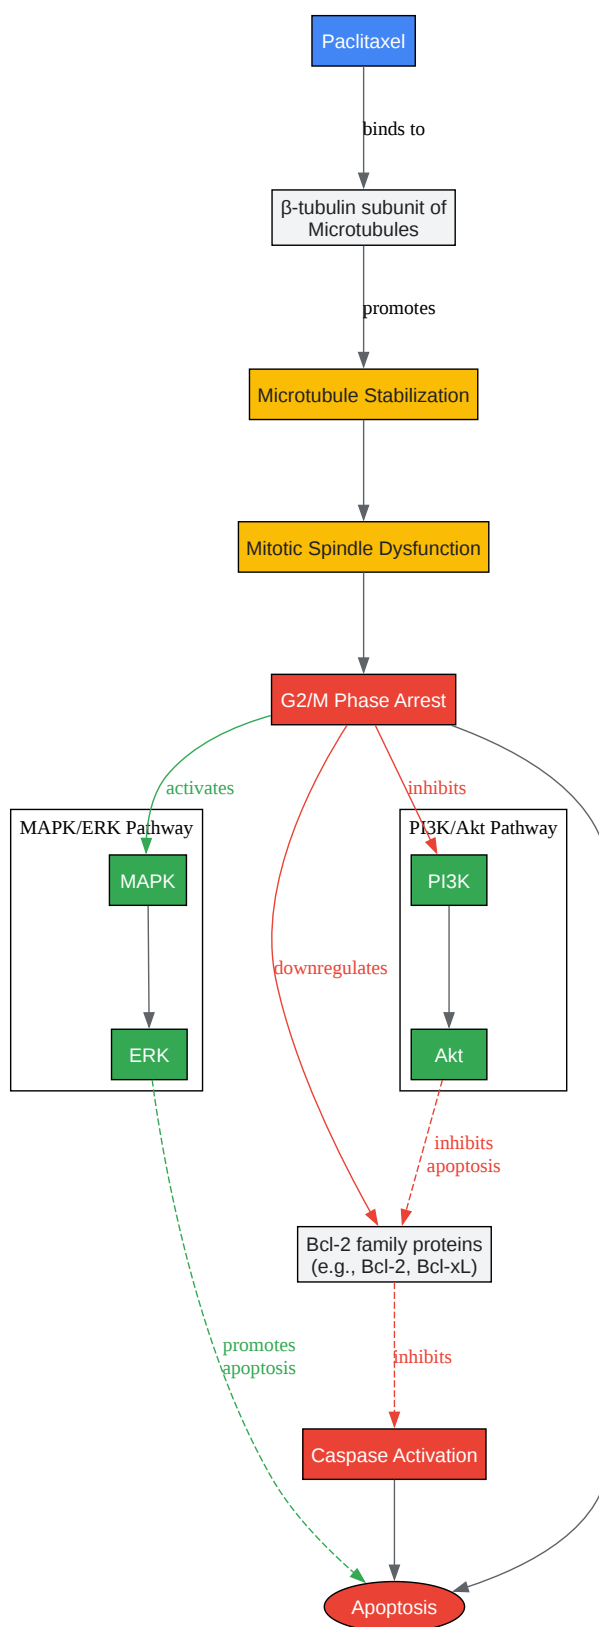 Paclitaxel
binds to
β-tubulin subunit of
Microtubules
promotes
Microtubule Stabilization
Mitotic Spindle Dysfunction
G2/M Phase Arrest
activates
inhibits
MAPK/ERK Pathway
PI3K/Akt Pathway
MAPK
PI3K
downregulates
ERK
Akt
inhibits
apoptosis
Bcl-2 family proteins
(e.g., Bcl-2, Bcl-xL)
promotes
apoptosis
inhibits
Caspase Activation
Apoptosis